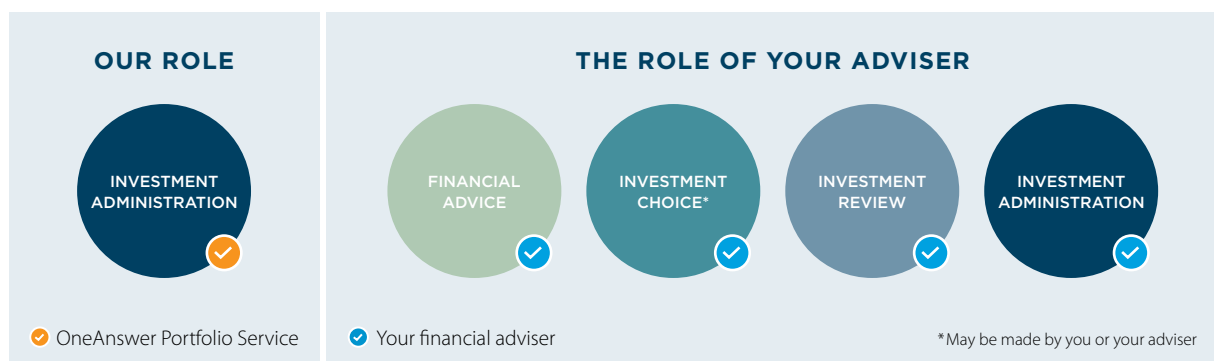 OUR ROLE
INVESTMENT
ADMINISTRATION
OneAnswer Portfolio Service
THE ROLE OF YOUR ADVISER
FINANCIAL
ADVICE
INVESTMENT
CHOICE*
INVESTMENT
REVIEW
INVESTMENT
ADMINISTRATION
Your financial adviser
*May be made by you or your adviser